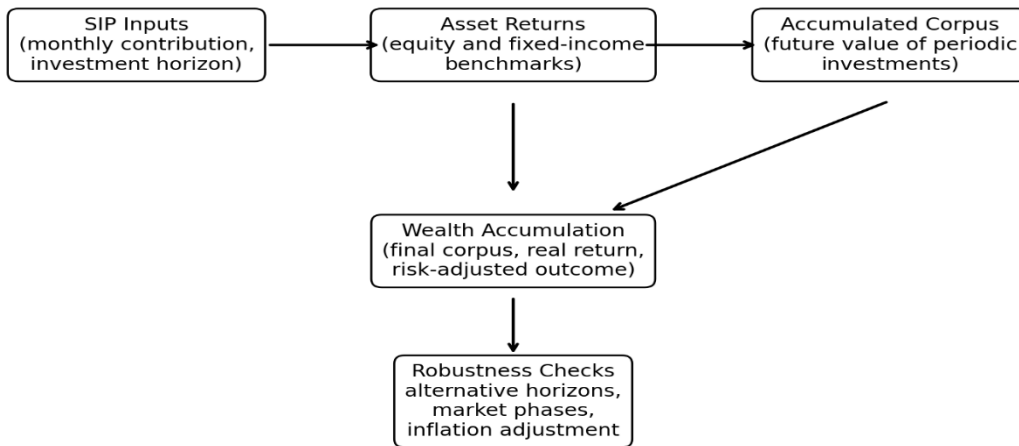 SIP Inputs
(monthly contribution,
investment horizon)
Asset Returns
(equity and fixed-income
benchmarks)
Accumulated Corpus
(future value of periodic
investments)
Wealth Accumulation
(final corpus, real return,
risk-adjusted outcome)
Robustness Checks
alternative horizons,
market phases,
inflation adjustment